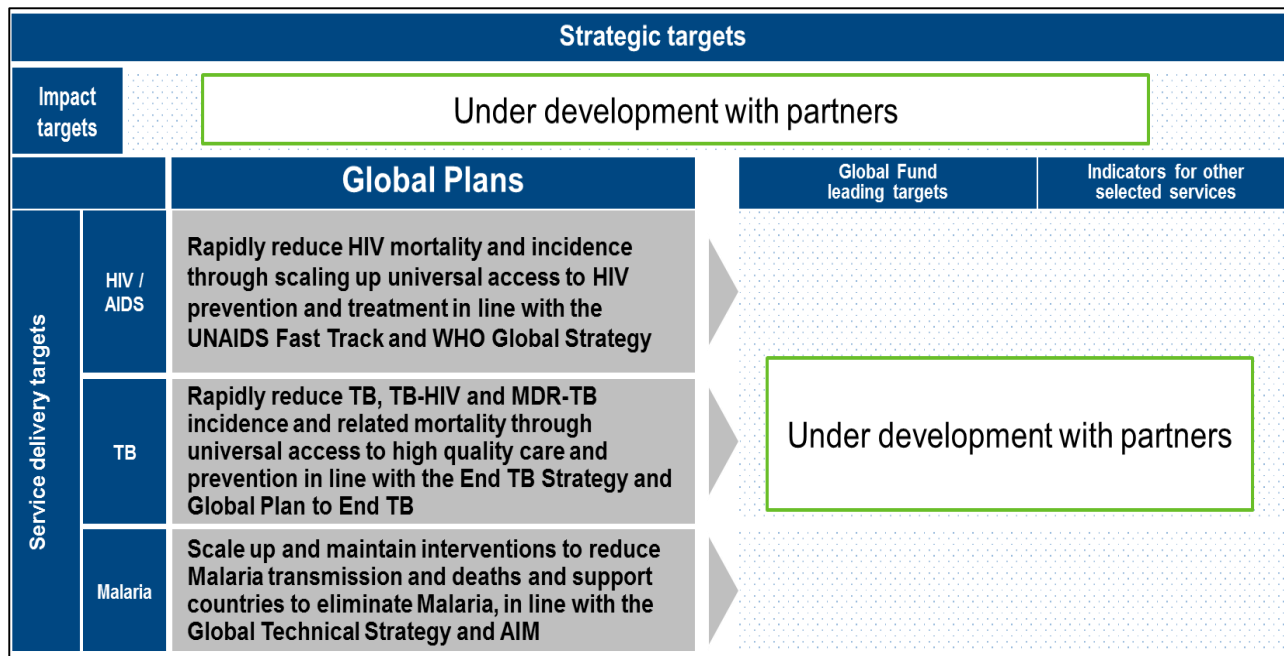 Strategic targets
Impact
targets
Under development with partners
Global Plans
Global Fund
leading targets
Indicators for other
selected services
Service delivery targets
HIV /
AIDS
Rapidly reduce HIV mortality and incidence
through scaling up universal access to HIV
prevention and treatment in line with the
UNAIDS Fast Track and WHO Global Strategy
TB
Rapidly reduce TB, TB-HIV and MDR-TB
incidence and related mortality through
universal access to high quality care and
prevention in line with the End TB Strategy and
Global Plan to End TB
Under development with partners
Malaria
Scale up and maintain interventions to reduce
Malaria transmission and deaths and support
countries to eliminate Malaria, in line with the
Global Technical Strategy and AIM